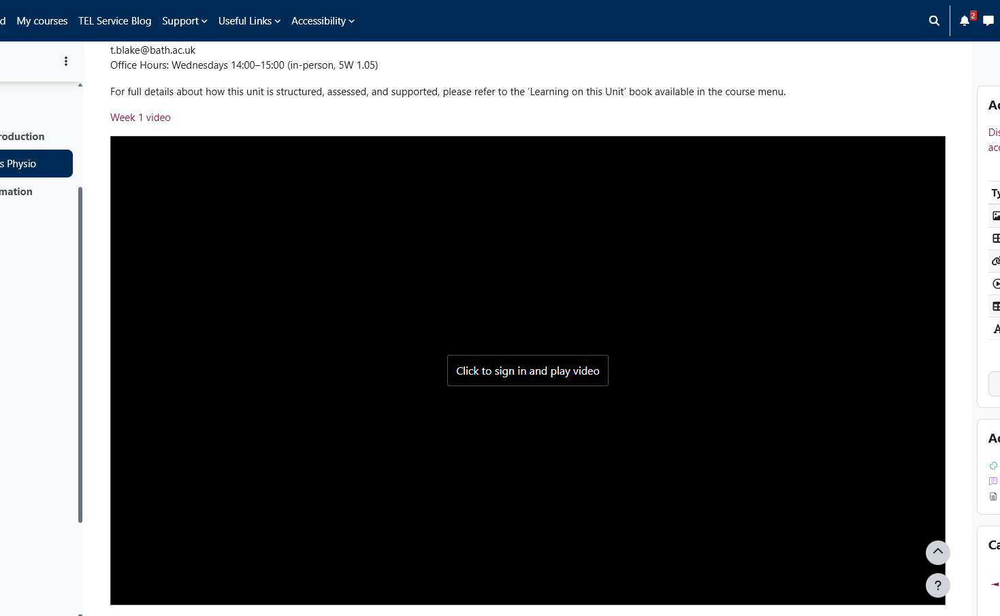 d My courses TEL Service Blog Support Useful Links Accessibility 2
t.blake@bath.ac.uk
Office Hours: Wednesdays 14:00–15:00 (in-person, 5W 1.05)
For full details about how this unit is structured, assessed, and supported, please refer to the ‘Learning on this Unit’ book available in the course menu.
Week 1 video
roduction
s Physio
mation
Click to sign in and play video
?
Ac
Dis
acc
Ty
Ac
Ca